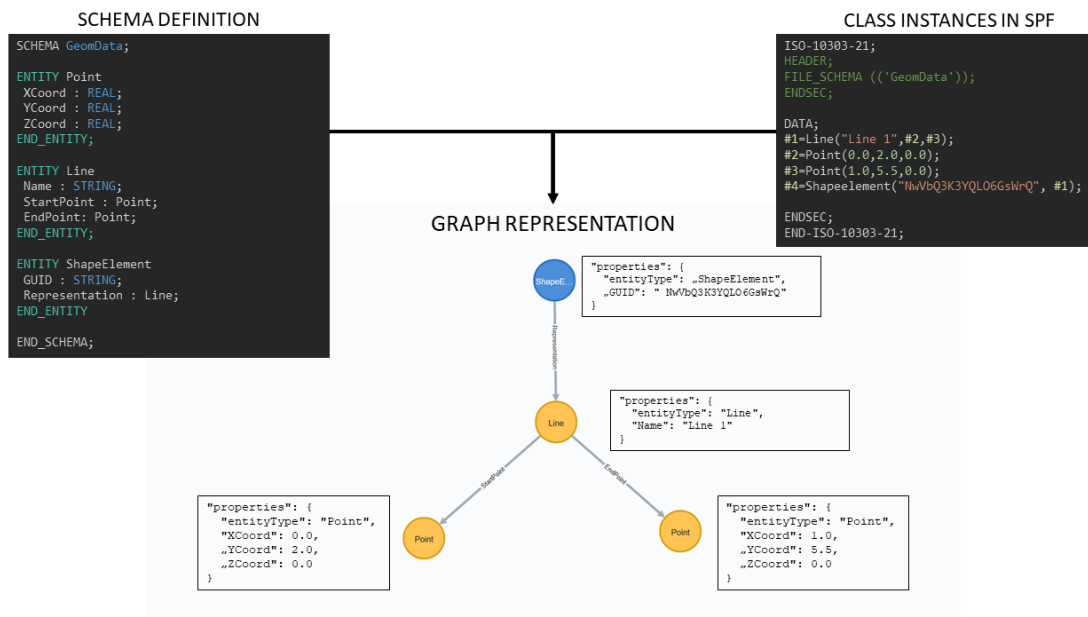 SCHEMA DEFINITION
SCHEMA GeomData;
ENTITY Point
XCoord : REAL;
YCoord : REAL;
ZCoord : REAL;
END_ENTITY;
ENTITY Line
Name : STRING;
StartPoint : Point;
EndPoint: Point;
END_ENTITY;
ENTITY ShapeElement
GUID : STRING;
Representation : Line;
END_ENTITY
END_SCHEMA;
CLASS INSTANCES IN SPF
ISO-10303-21;
HEADER;
FILE_SCHEMA (('GeomData'));
ENDSEC;
DATA;
#1=Line("Line 1",#2,#3);
#2=Point(0.0,2.0,0.0);
#3=Point(1.0,5.5,0.0);
#4=Shapeelement("NwVbQ3K3YQLO6GsWrQ", #1);
ENDSEC;
END-ISO-10303-21;
GRAPH REPRESENTATION
ShapeE...
"properties": {
"entityType": „ShapeElement",
„GUID": " NwVbQ3K3YQLO6GsWrQ"
}
Representation
Line
"properties": {
"entityType": "Line",
"Name": "Line 1"
}
StartPoint
EndPoint
"properties": {
"entityType": "Point",
"XCoord": 0.0,
„YCoord": 2.0,
„ZCoord": 0.0
}
Point
Point
"properties": {
"entityType": "Point",
"XCoord": 1.0,
„YCoord": 5.5,
„ZCoord": 0.0
}